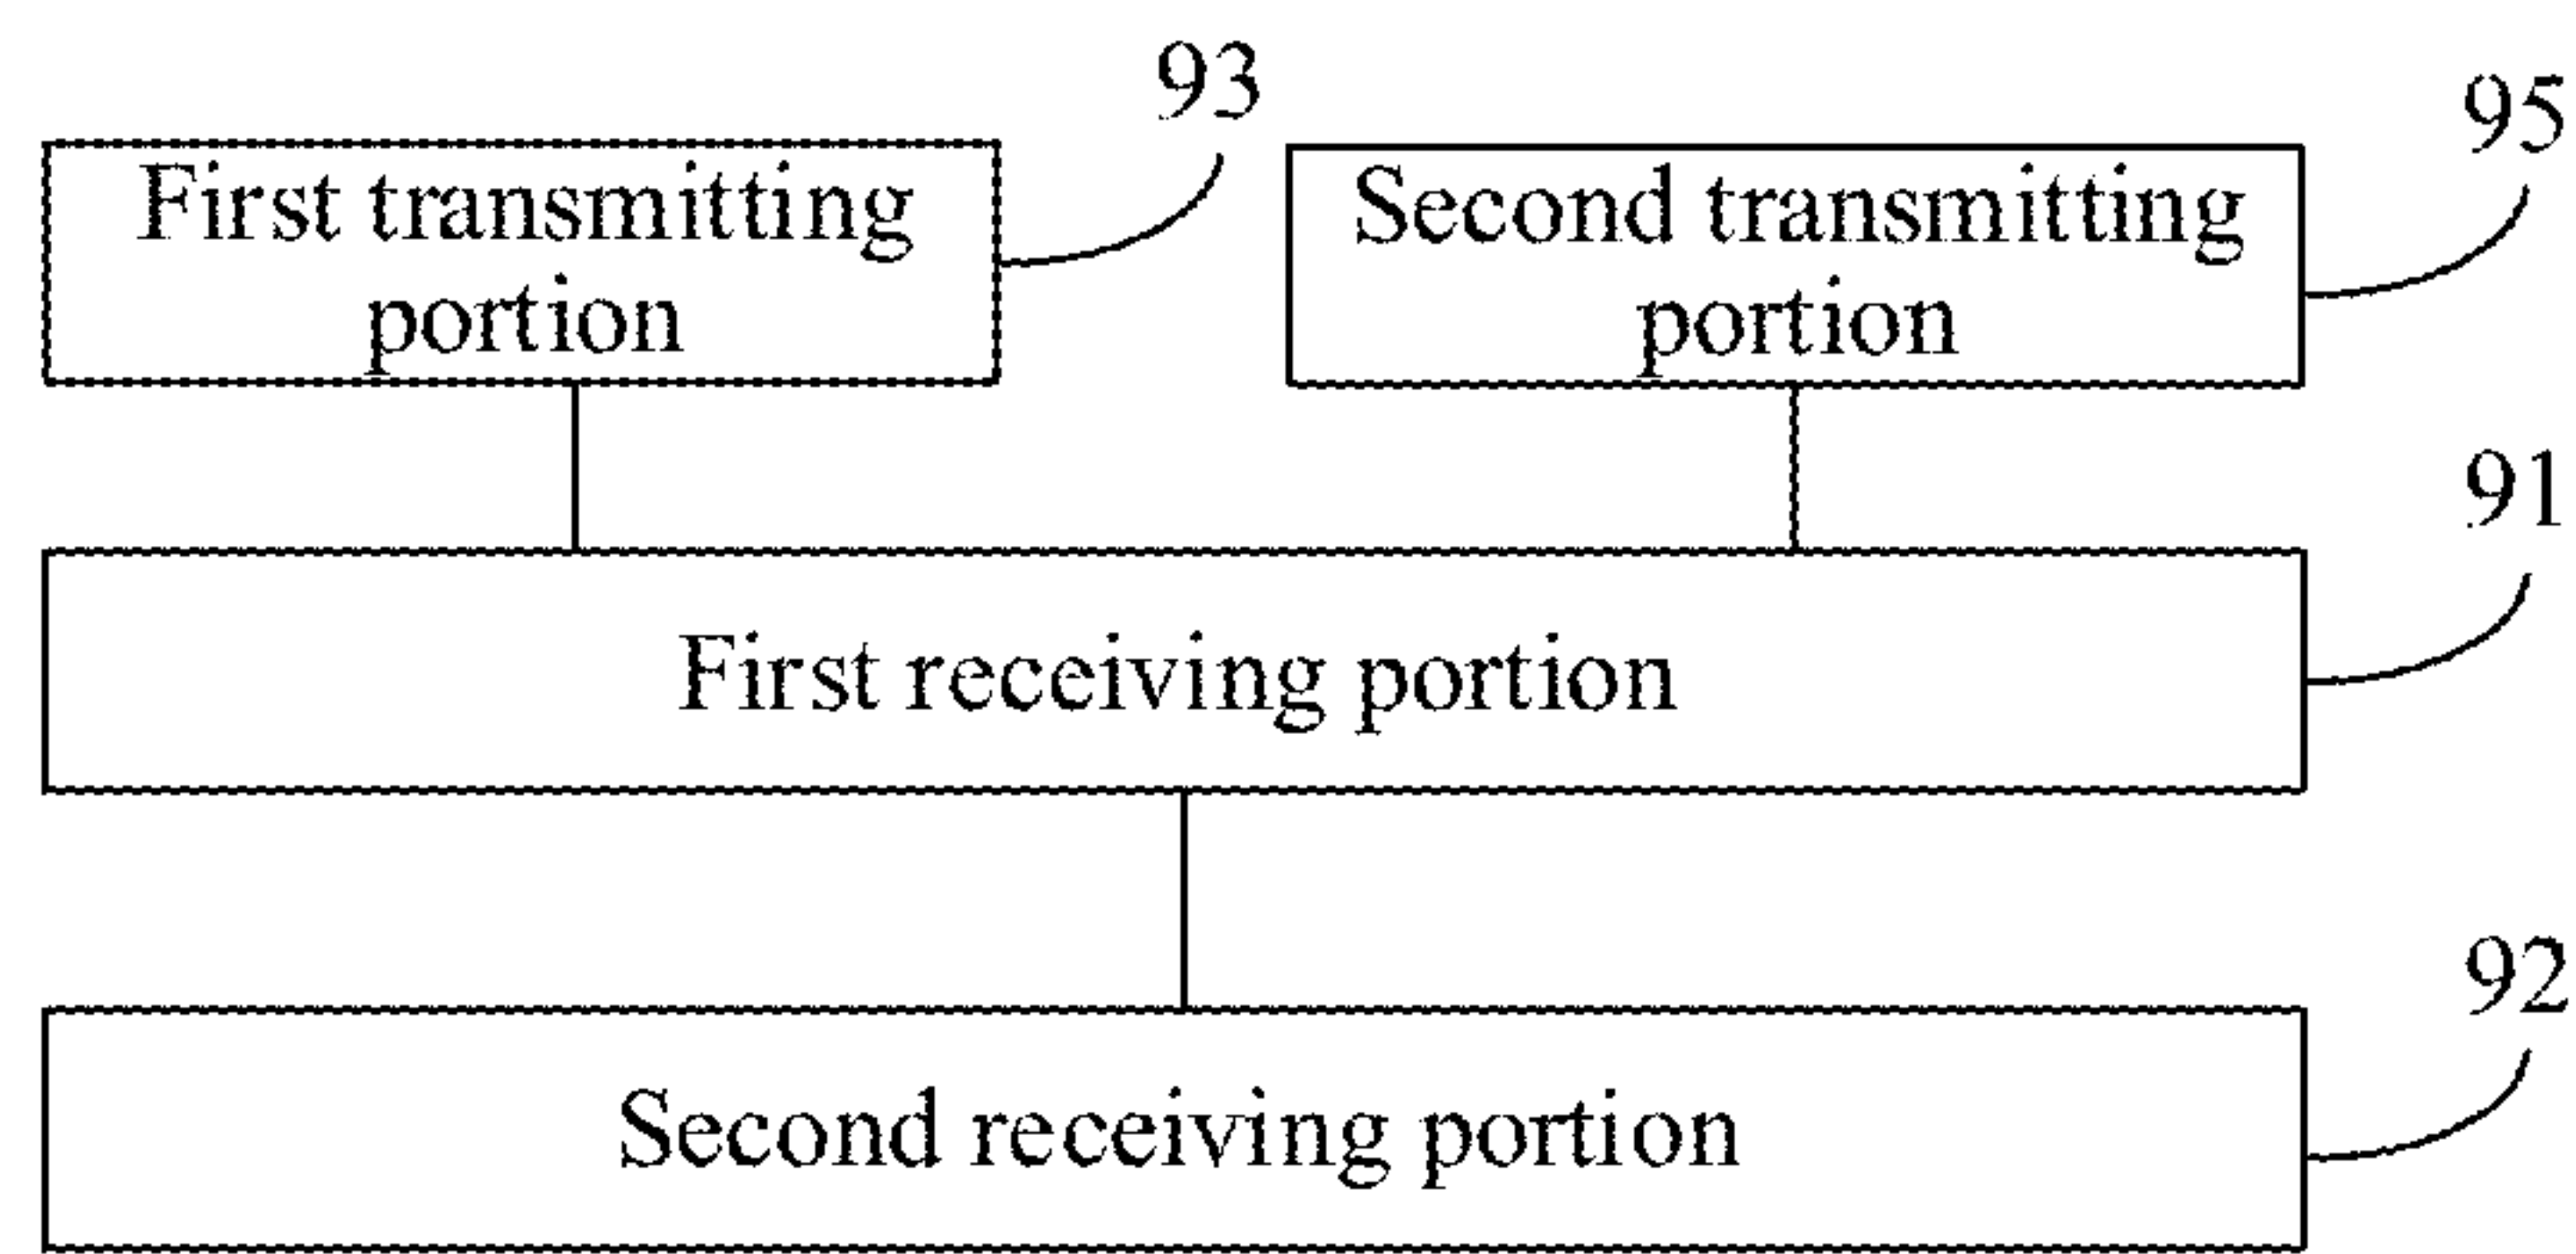 93
95
First transmitting
portion
Second transmitting
portion
91
First receiving portion
92
Second receiving portion